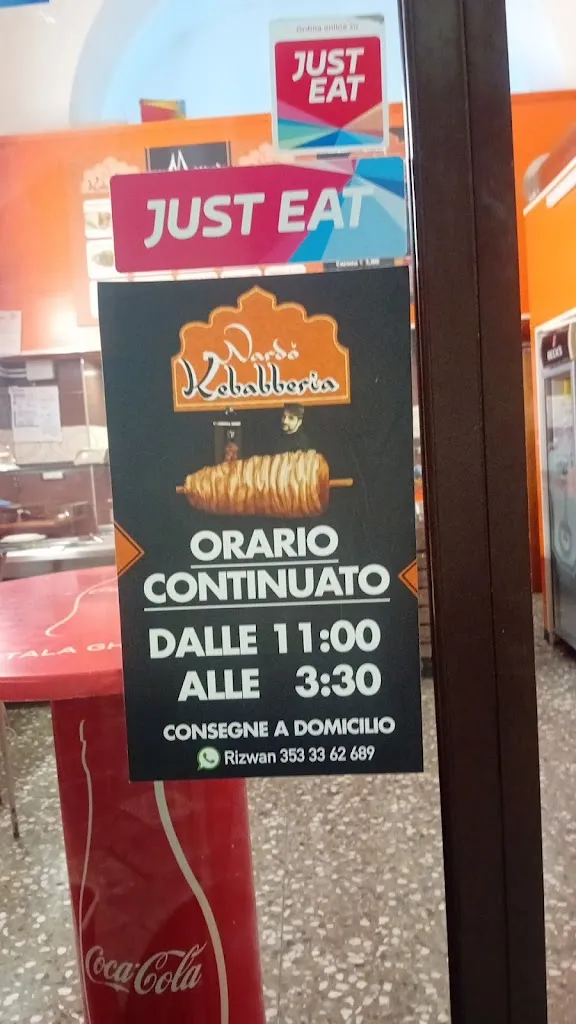 Ordina online su
JUST
EAT
JUST EAT
Nardò
Kebabberia
ORARIO
CONTINUATO
DALLE 11:00
ALLE 3:30
CONSEGNE A DOMICILIO
Rizwan 353 33 62 689
Coca-Cola